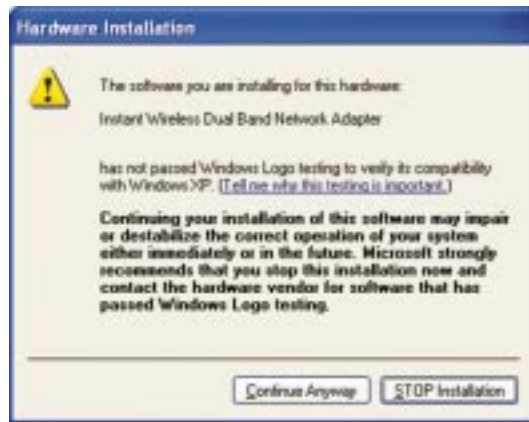 Hardware Installation
The software you are installing for this hardware:
Instant Wireless Dual Band Network Adapter
has not passed Windows Logo testing to verify its compatibility
with Windows XP. (Tell me why this testing is important.)
Continuing your installation of this software may impair
or destabilize the correct operation of your system
either immediately or in the future. Microsoft strongly
recommends that you stop this installation now and
contact the hardware vendor for software that has
passed Windows Logo testing.
Continue Anyway
STOP Installation